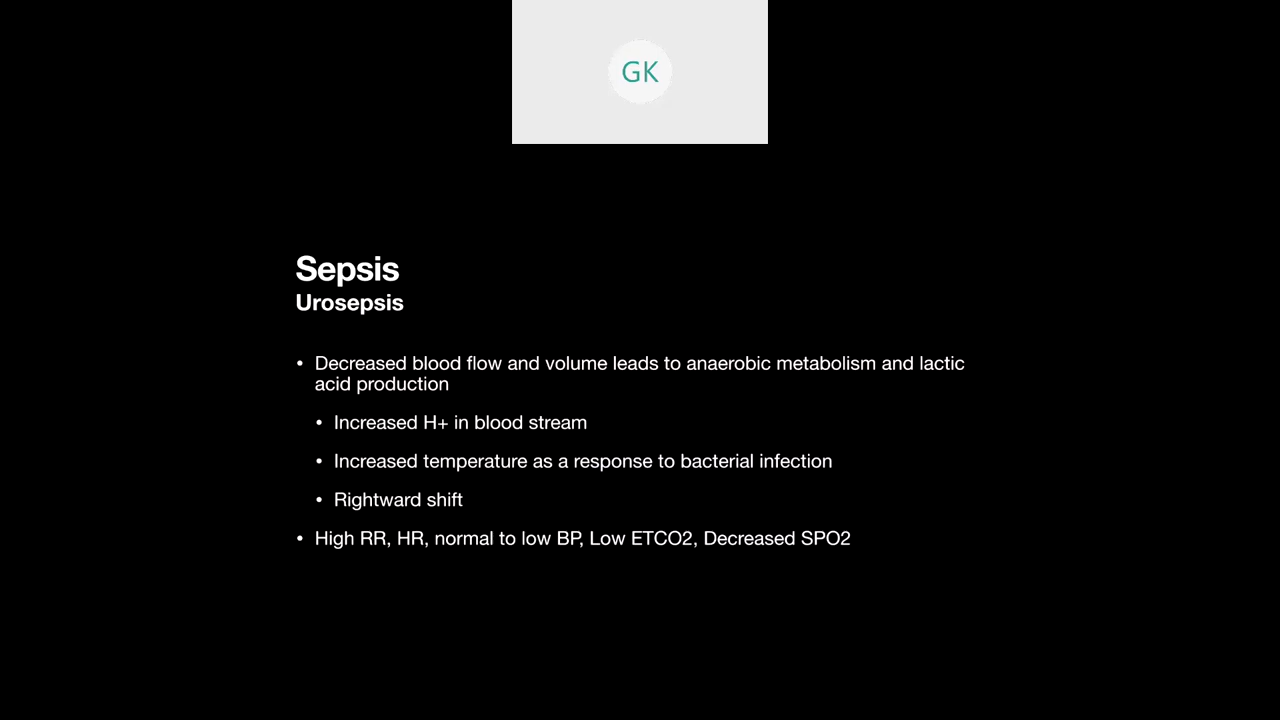 GK
Sepsis
Urosepsis
• Decreased blood flow and volume leads to anaerobic metabolism and lactic
acid production
• Increased H+ in blood stream
• Increased temperature as a response to bacterial infection
• Rightward shift
• High RR, HR, normal to low BP, Low ETCO2, Decreased SPO2